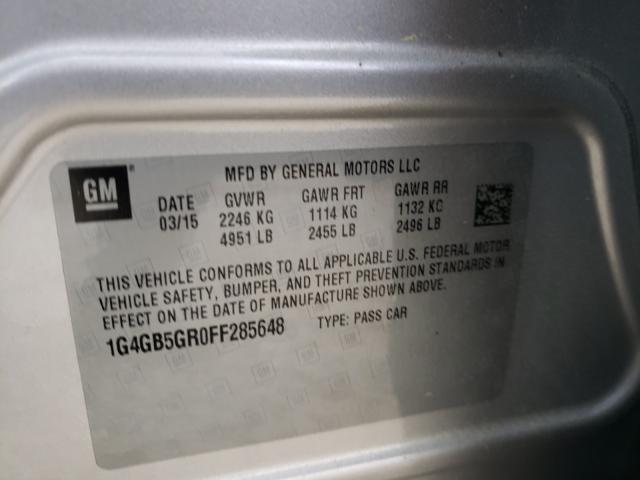 GM
MFD BY GENERAL MOTORS LLC
DATE GVWR GAWR FRT GAWR RR
03/15 2246 KG 1114 KG 1132 KG
4951 LB 2455 LB 2496 LB
THIS VEHICLE CONFORMS TO ALL APPLICABLE U.S. FEDERAL MOTOR
VEHICLE SAFETY, BUMPER, AND THEFT PREVENTION STANDARDS IN
EFFECT ON THE DATE OF MANUFACTURE SHOWN ABOVE.
1G4GB5GR0FF285648 TYPE: PASS CAR